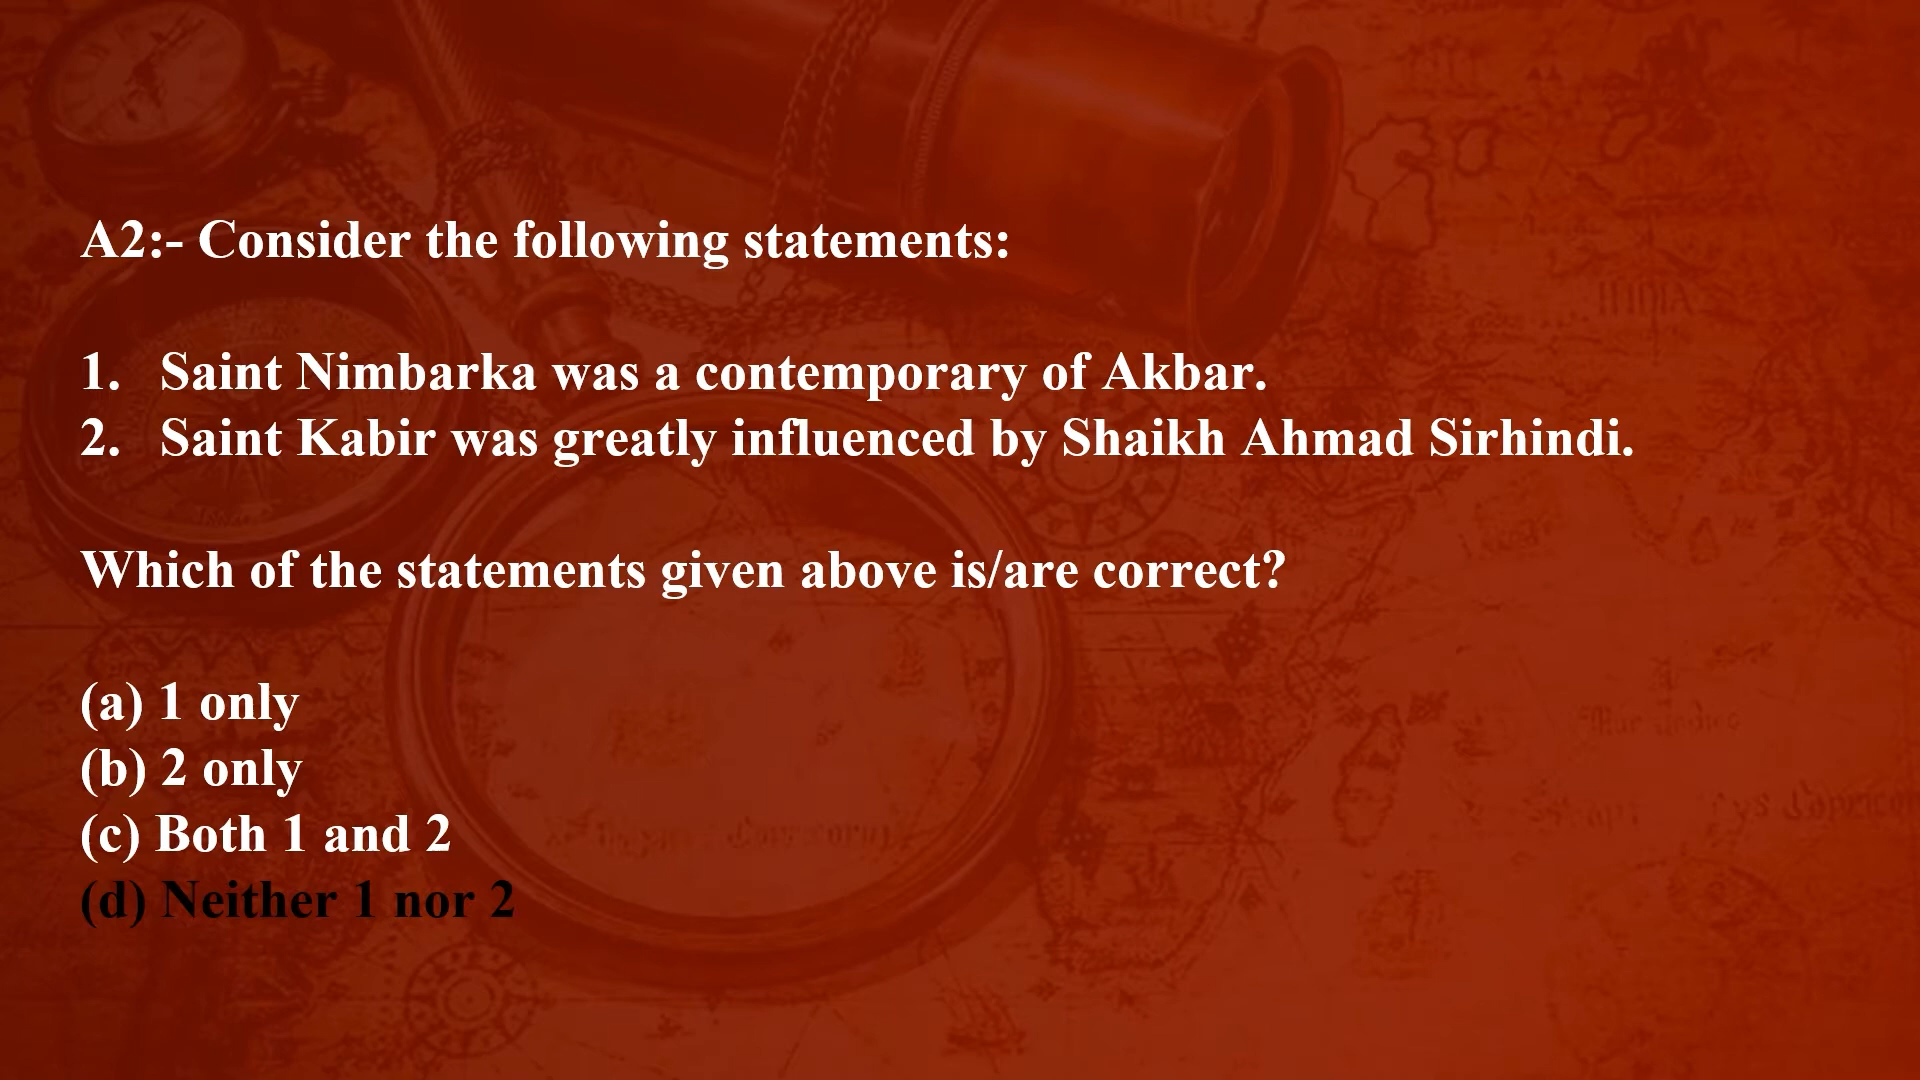 A2:- Consider the following statements:
1. Saint Nimbarka was a contemporary of Akbar.
2. Saint Kabir was greatly influenced by Shaikh Ahmad Sirhindi.
Which of the statements given above is/are correct?
(a) 1 only
(b) 2 only
(c) Both 1 and 2
(d) Neither 1 nor 2